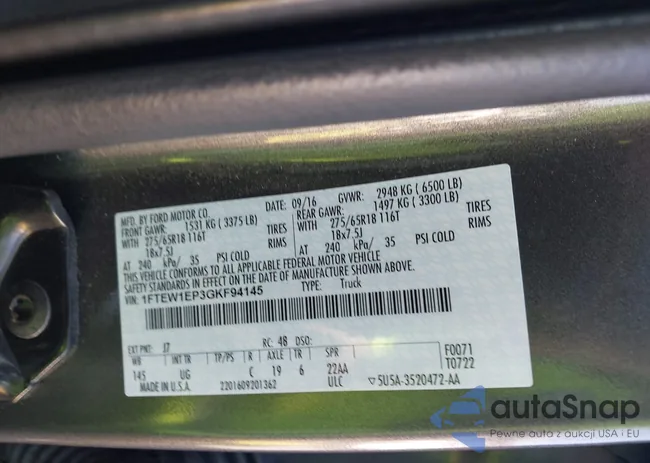 MFD. BY FORD MOTOR CO. DATE: 09/16 GVWR: 2948 KG ( 6500 LB)
FRONT GAWR: 1531 KG ( 3375 LB) REAR GAWR: 1497 KG ( 3300 LB)
WITH 275/65R18 116T TIRES WITH 275/65R18 116T TIRES
18x7.5J RIMS 18x7.5J RIMS
AT 240 kPa/ 35 PSI COLD AT 240 kPa/ 35 PSI COLD
THIS VEHICLE CONFORMS TO ALL APPLICABLE FEDERAL MOTOR VEHICLE
SAFETY STANDARDS IN EFFECT ON THE DATE OF MANUFACTURE SHOWN ABOVE.
VIN: 1FTEW1EP3GKF94145 TYPE: Truck
EXT PNT: J7 RC: 48 DSO: F0071
WB INT TR TP/PS R AXLE TR SPR T0722
145 UG C 19 6 22AA
MADE IN U.S.A. 2201609201362 ULC 5U5A-3520472-AA
autaSnap
Pewne auta z aukcji USA i EU